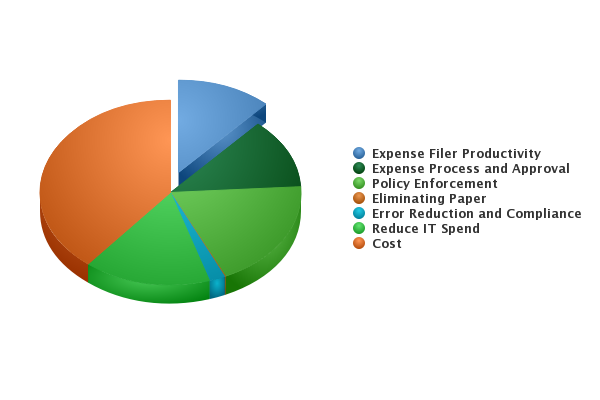 Expense Filer Productivity
Expense Process and Approval
Policy Enforcement
Eliminating Paper
Error Reduction and Compliance
Reduce IT Spend
Cost